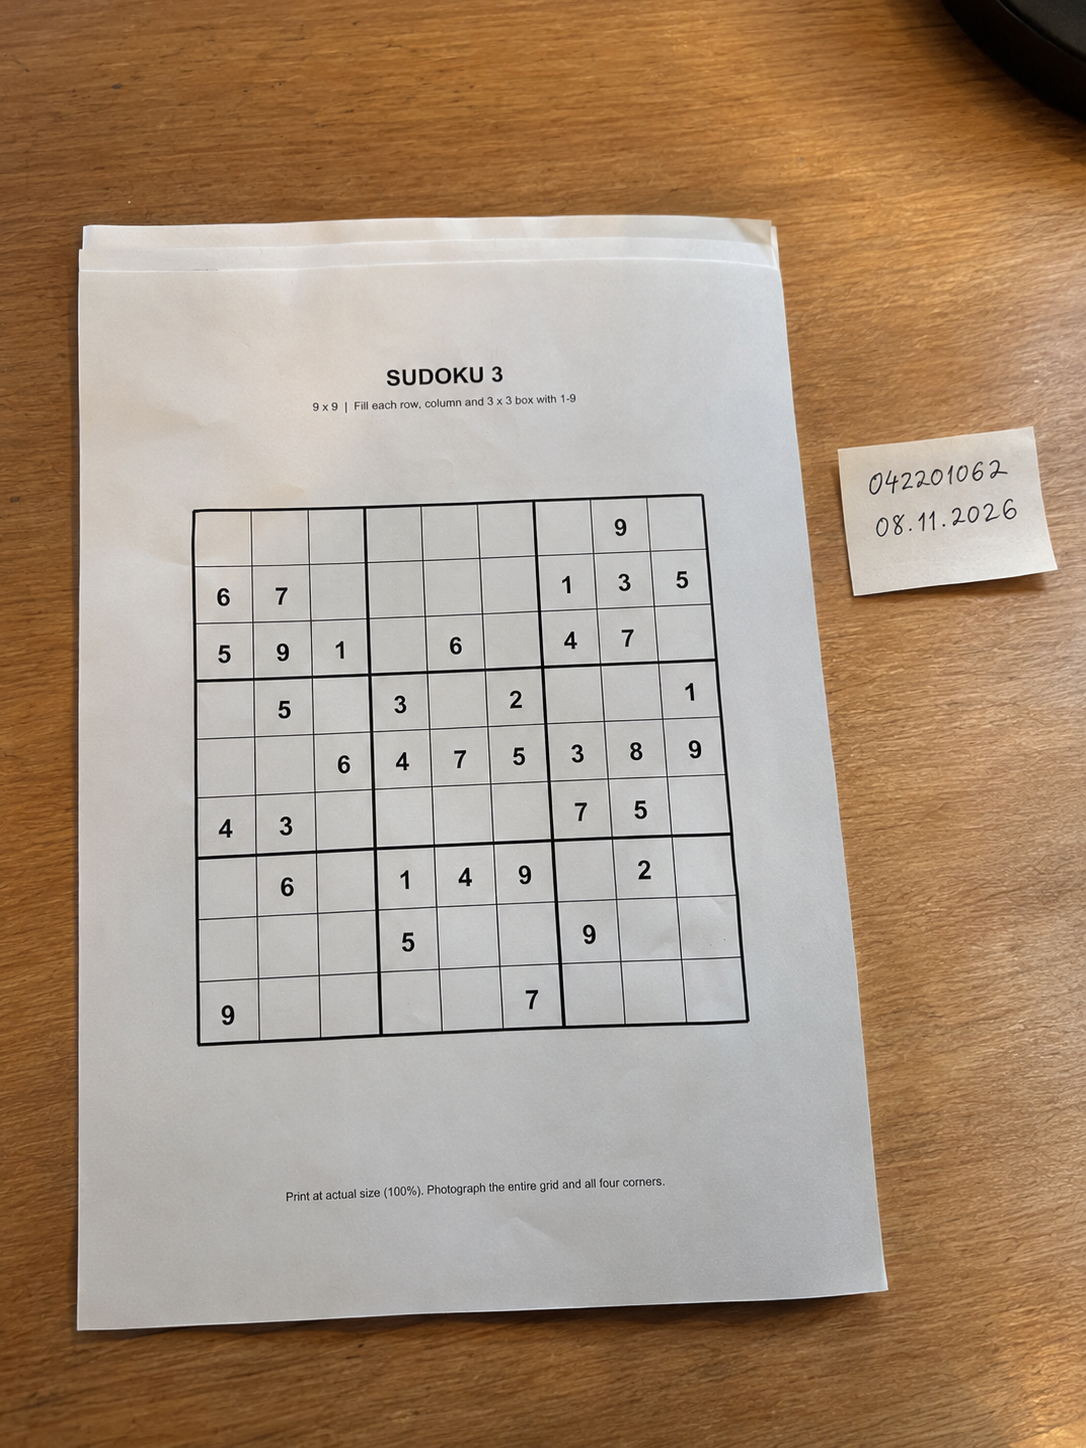 SUDOKU 3
9 x 9 | Fill each row, column and 3 x 3 box with 1-9
9
6 7 1 3 5
5 9 1 6 4 7
5 3 2 1
6 4 7 5 3 8 9
4 3 7 5
6 1 4 9 2
5 9
9 7
Print at actual size (100%). Photograph the entire grid and all four corners.
042201062
08.11.2026